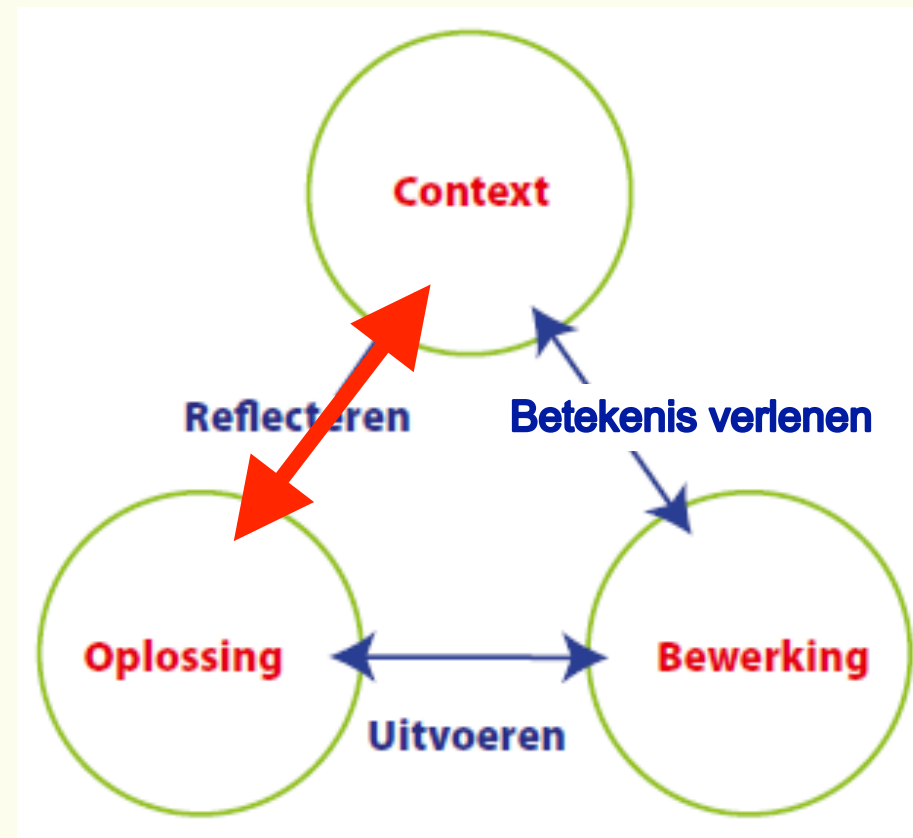 Context
Reflecteren
Betekenis verlenen
Oplossing
Bewerking
Uitvoeren